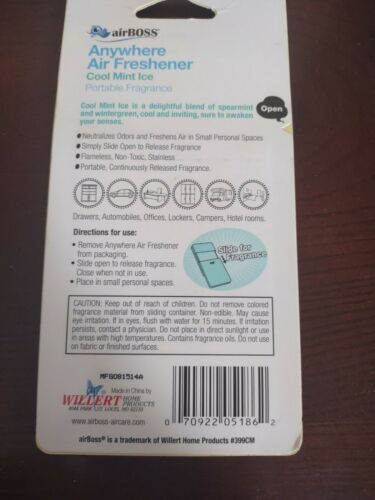 airBOSS®
Anywhere
Air Freshener
Cool Mint Ice
Portable Fragrance
Cool Mint Ice is a delightful blend of spearmint
and wintergreen, cool and inviting, sure to awaken
your senses.
Open
•Neutralizes Odors and Freshens Air in Small Personal Spaces
•Simply Slide Open to Release Fragrance
•Flameless, Non-Toxic, Stainless
•Portable, Continuously Released Fragrance.
Drawers, Automobiles, Offices, Lockers, Campers, Hotel rooms.
Directions for use:
• Remove Anywhere Air Freshener
from packaging.
• Slide open to release fragrance.
Close when not in use.
• Place in small personal spaces.
Slide for
Fragrance
CAUTION: Keep out of reach of children. Do not remove colored
fragrance material from sliding container. Non-edible. May cause
eye irritation. If in eyes, flush with water for 15 minutes. If irritation
persists, contact a physician. Do not place in direct sunlight or use
in areas with high temperatures. Contains fragrance oils. Do not use
on fabric or finished surfaces.
MFG081514A
Made in China by
WILLERT HOME PRODUCTS
4044 PARK ST. LOUIS, MO 63110
www.airboss-aircare.com
0 70922 05186 2
airBoss® is a trademark of Willert Home Products #399CM